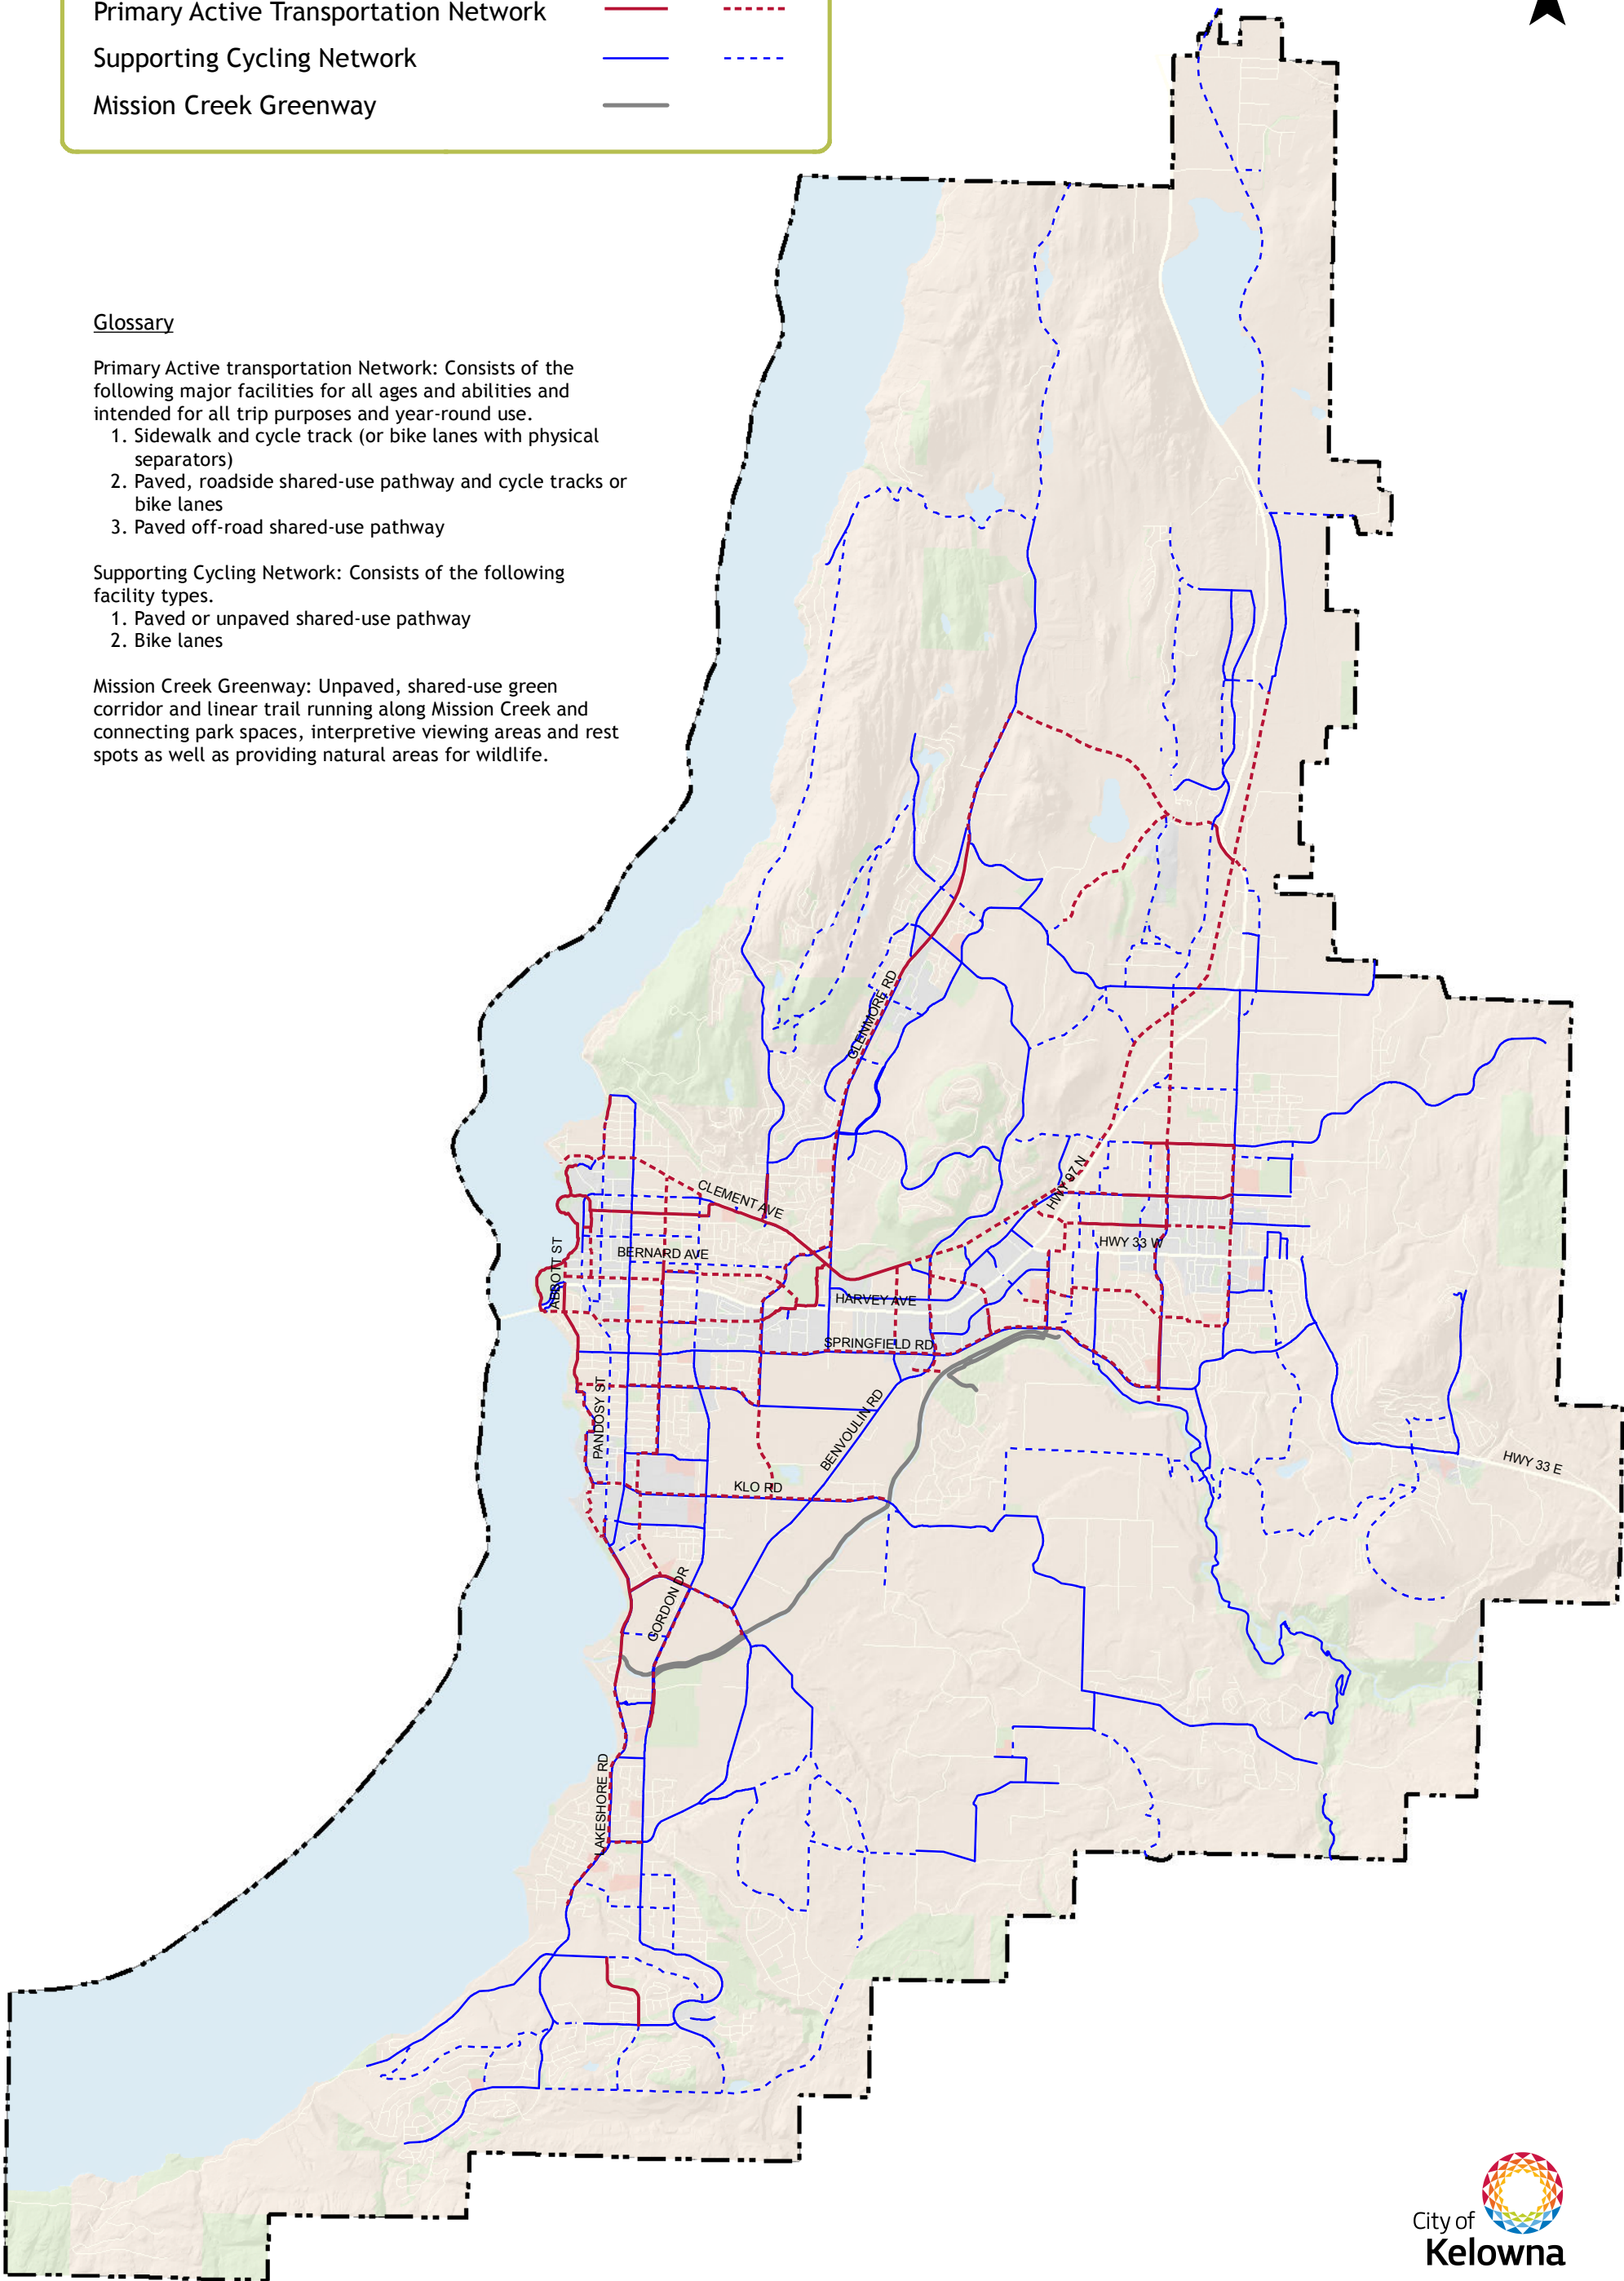 Primary Active Transportation Network
Supporting Cycling Network
Mission Creek Greenway
Glossary
Primary Active transportation Network: Consists of the
following major facilities for all ages and abilities and
intended for all trip purposes and year-round use.
1. Sidewalk and cycle track (or bike lanes with physical
separators)
2. Paved, roadside shared-use pathway and cycle tracks or
bike lanes
3. Paved off-road shared-use pathway
Supporting Cycling Network: Consists of the following
facility types.
1. Paved or unpaved shared-use pathway
2. Bike lanes
Mission Creek Greenway: Unpaved, shared-use green
corridor and linear trail running along Mission Creek and
connecting park spaces, interpretive viewing areas and rest
spots as well as providing natural areas for wildlife.
GLENMORE RD
CLEMENT AVE
HWY 97 N
ABBOTT ST
BERNARD AVE
HWY 33 W
HARVEY AVE
SPRINGFIELD RD
PANDOSY ST
BENVOULIN RD
HWY 33 E
KLO RD
GORDON DR
LAKESHORE RD
City of
Kelowna